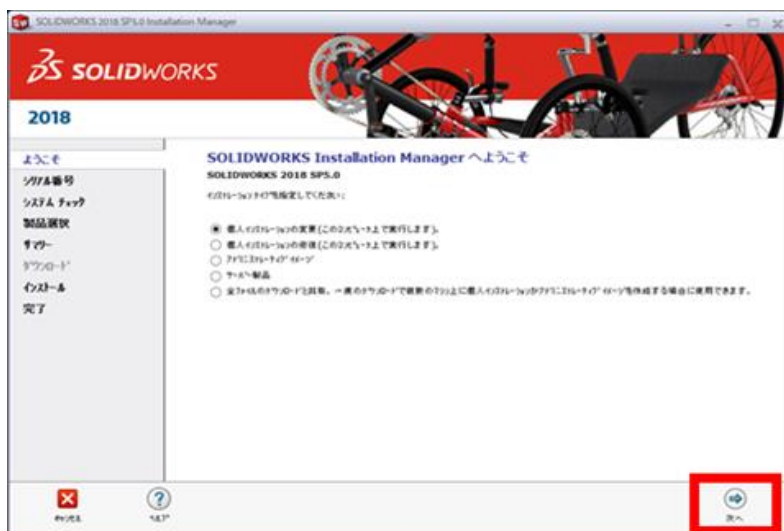 SOLIDWORKS 2018 SP5.0 Installation Manager
SOLIDWORKS
2018
ようこそ
シリアル番号
システム チェック
製品選択
サマリー
ダウンロード
インストール
完了
SOLIDWORKS Installation Manager へようこそ
SOLIDWORKS 2018 SP5.0
インストレーション タイプを指定してください:
個人インストレーションの変更(このコンピュータ上で実行します)。
個人インストレーションの修復(このコンピュータ上で実行します)。
アドミニストレーティブ イメージ
サーバー製品
全ファイルのダウンロードと共有。一度のダウンロードで複数のマシン上に個人インストレーションかアドミニストレーティブ イメージを作成する場合に使用できます。
キャンセル
ヘルプ
次へ